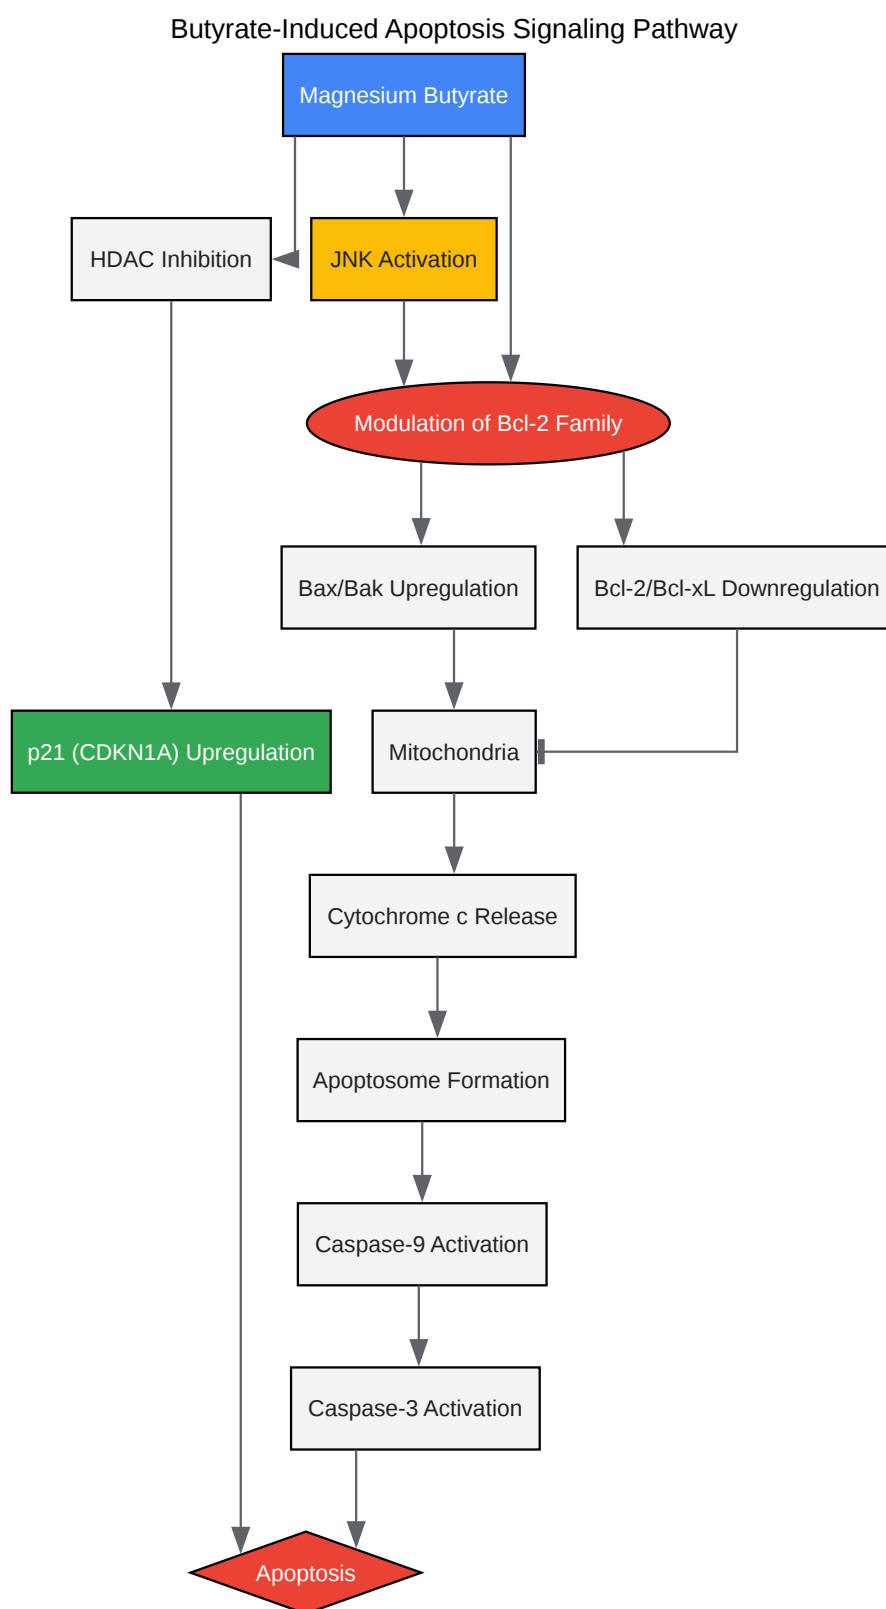 Butyrate-Induced Apoptosis Signaling Pathway
Magnesium Butyrate
HDAC Inhibition
JNK Activation
Modulation of Bcl-2 Family
Bax/Bak Upregulation
Bcl-2/Bcl-xL Downregulation
p21 (CDKN1A) Upregulation
Mitochondria
Cytochrome c Release
Apoptosome Formation
Caspase-9 Activation
Caspase-3 Activation
Apoptosis